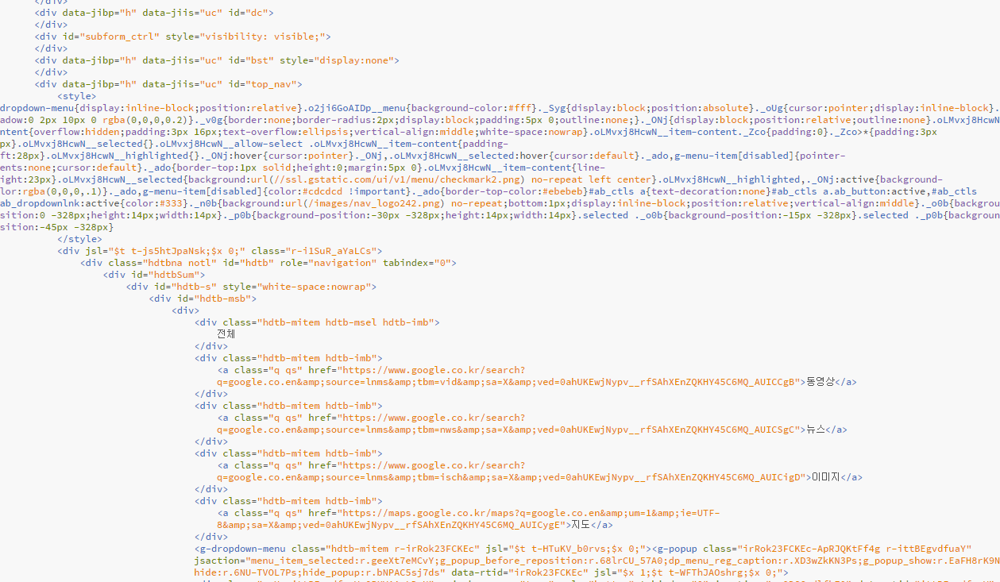 </div>
<div data-jibp="h" data-jiis="uc" id="dc">
</div>
<div id="subform_ctrl" style="visibility: visible;">
</div>
<div data-jibp="h" data-jiis="uc" id="bst" style="display:none">
</div>
<div data-jibp="h" data-jiis="uc" id="top_nav">
<style>
dropdown-menu{display:inline-block;position:relative}.o2ji6GoAIDp__menu{background-color:#fff}._Syg{display:block;position:absolute}._oUg{cursor:pointer;display:inline-block}.
adow:0 2px 10px 0 rgba(0,0,0,0.2)}._v0g{border:none;border-radius:2px;display:block;padding:5px 0;outline:none;}._ONj{display:block;position:relative;outline:none}.oLMvxj8HcwN
ntent{overflow:hidden;padding:3px 16px;text-overflow:ellipsis;vertical-align:middle;white-space:nowrap}.oLMvxj8HcwN__item-content._Zco{padding:0}._Zco>*{padding:3px
px}.oLMvxj8HcwN__selected{}.oLMvxj8HcwN__allow-select .oLMvxj8HcwN__item-content{padding-
ft:28px}.oLMvxj8HcwN__highlighted{}._ONj:hover{cursor:pointer}._ONj,.oLMvxj8HcwN__selected:hover{cursor:default}._ado,g-menu-item[disabled]{pointer-
ents:none;cursor:default}._ado{border-top:1px solid;height:0;margin:5px 0}.oLMvxj8HcwN__item-content{line-
ight:23px}.oLMvxj8HcwN__selected{background:url(//ssl.gstatic.com/ui/v1/menu/checkmark2.png) no-repeat left center}.oLMvxj8HcwN__highlighted,._ONj:active{background-
lor:rgba(0,0,0,.1)}._ado,g-menu-item[disabled]{color:#cdcdcd !important}._ado{border-top-color:#ebebeb}#ab_ctls a{text-decoration:none}#ab_ctls a.ab_button:active,#ab_ctls
ab_dropdownlnk:active{color:#333}._n0b{background:url(/images/nav_logo242.png) no-repeat;bottom:1px;display:inline-block;position:relative;vertical-align:middle}._o0b{backgrou
sition:0 -328px;height:14px;width:14px}._p0b{background-position:-30px -328px;height:14px;width:14px}.selected ._o0b{background-position:-15px -328px}.selected ._p0b{backgroun
sition:-45px -328px}
</style>
<div jsl="$t t-js5htJpaNsk;$x 0;" class="r-i1SuR_aYaLCs">
<div class="hdtbna notl" id="hdtb" role="navigation" tabindex="0">
<div id="hdtbSum">
<div id="hdtb-s" style="white-space:nowrap">
<div id="hdtb-msb">
<div>
<div class="hdtb-mitem hdtb-msel hdtb-imb">
전체
</div>
<div class="hdtb-mitem hdtb-imb">
<a class="q qs" href="https://www.google.co.kr/search?
q=google.co.en&amp;source=lnms&amp;tbm=vid&amp;sa=X&amp;ved=0ahUKEwjNypv__rfSAhXEnZQKHY45C6MQ_AUICCgB">동영상</a>
</div>
<div class="hdtb-mitem hdtb-imb">
<a class="q qs" href="https://www.google.co.kr/search?
q=google.co.en&amp;source=lnms&amp;tbm=nws&amp;sa=X&amp;ved=0ahUKEwjNypv__rfSAhXEnZQKHY45C6MQ_AUICSgC">뉴스</a>
</div>
<div class="hdtb-mitem hdtb-imb">
<a class="q qs" href="https://www.google.co.kr/search?
q=google.co.en&amp;source=lnms&amp;tbm=isch&amp;sa=X&amp;ved=0ahUKEwjNypv__rfSAhXEnZQKHY45C6MQ_AUICigD">이미지</a>
</div>
<div class="hdtb-mitem hdtb-imb">
<a class="q qs" href="https://maps.google.co.kr/maps?q=google.co.en&amp;um=1&amp;ie=UTF-
8&amp;sa=X&amp;ved=0ahUKEwjNypv__rfSAhXEnZQKHY45C6MQ_AUICygE">지도</a>
</div>
<g-dropdown-menu class="hdtb-mitem r-irRok23FCKEc" jsl="$t t-HTuKV_b0rvs;$x 0;"><g-popup class="irRok23FCKEc-ApRJQKtFf4g r-ittBEgvdfuaY"
jsaction="menu_item_selected:r.geeXt7eMCvY;g_popup_before_reposition:r.68lrCU_57A0;dp_menu_reg_caption:r.XD3wZkKN3Ps;g_popup_show:r.EaFH8rK9N
hide:r.6NU-TVOL7Ps;hide_popup:r.bNPAC5sj7ds" data-rtid="irRok23FCKEc" jsl="$x 1;$t t-WFThJAOshrg;$x 0;">